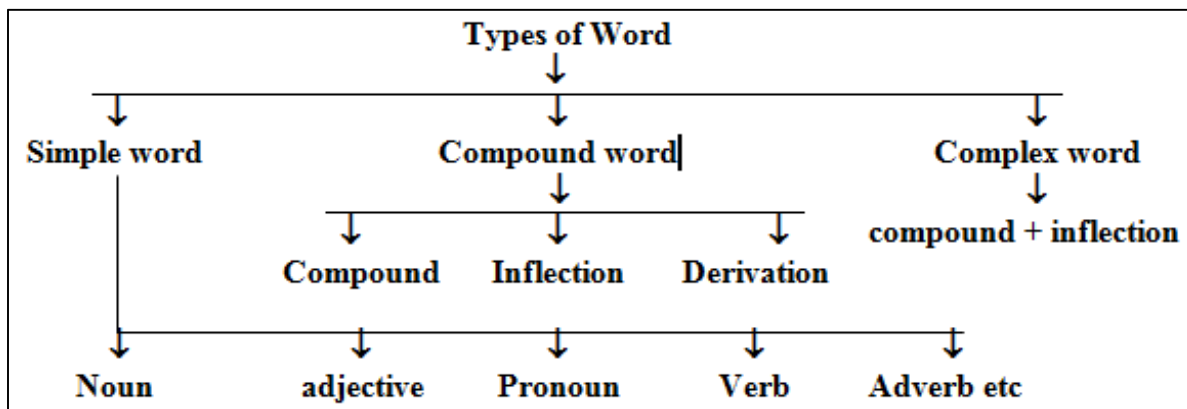 Types of Word
Simple word Compound word Complex word
compound + inflection
Compound Inflection Derivation
Noun adjective Pronoun Verb Adverb etc